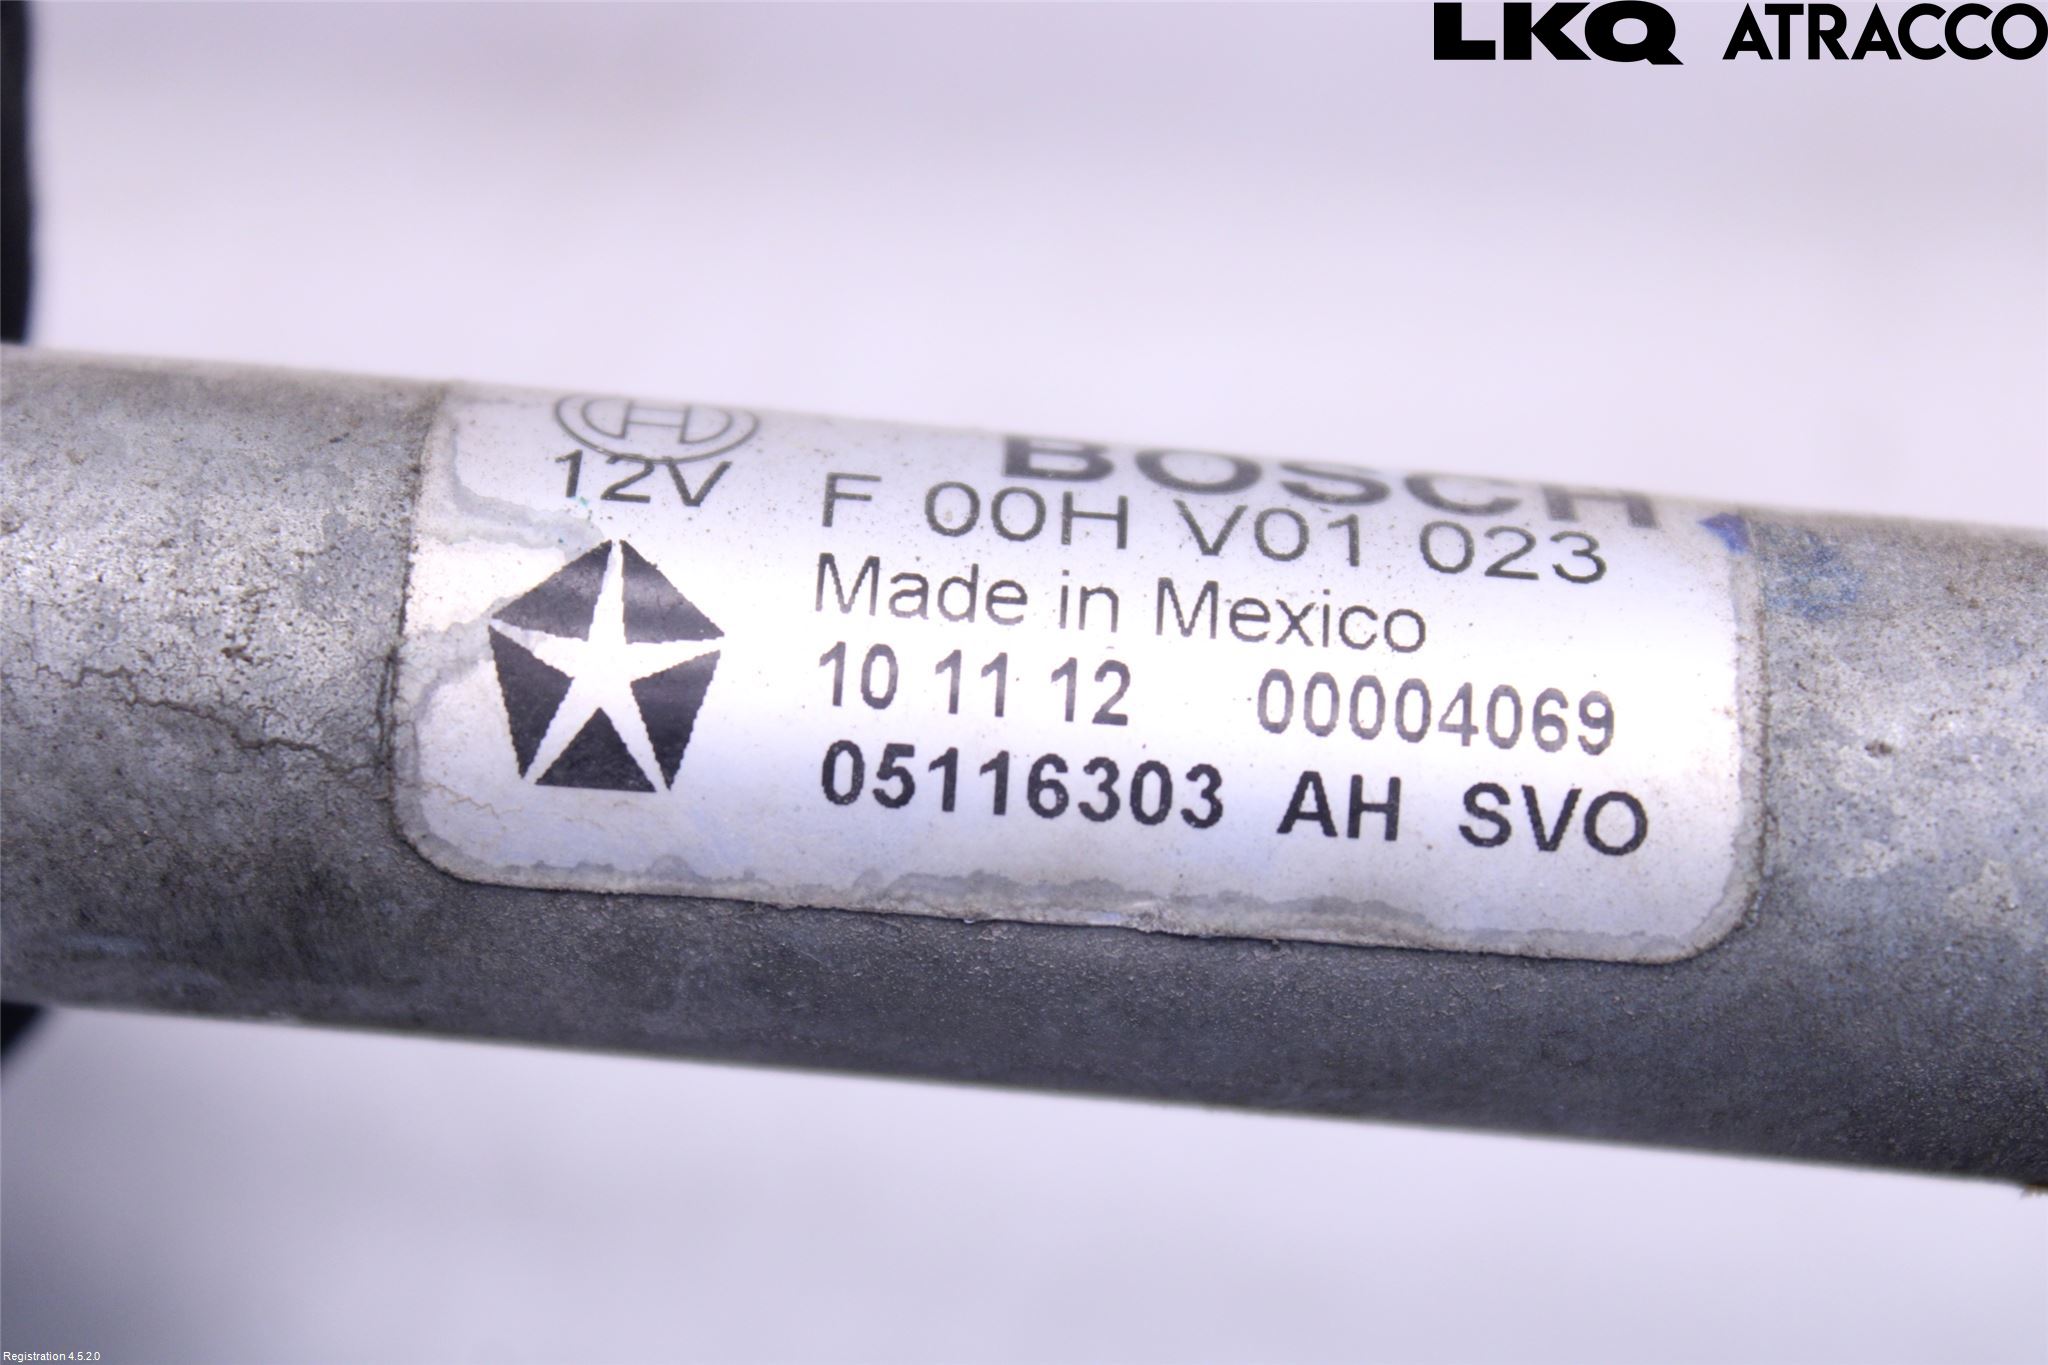 LKQ ATRACCO
H
BOSCH
12V
F 00H V01 023
Made in Mexico
10 11 12 00004069
05116303 AH SVO
Registration 4.5.2.0